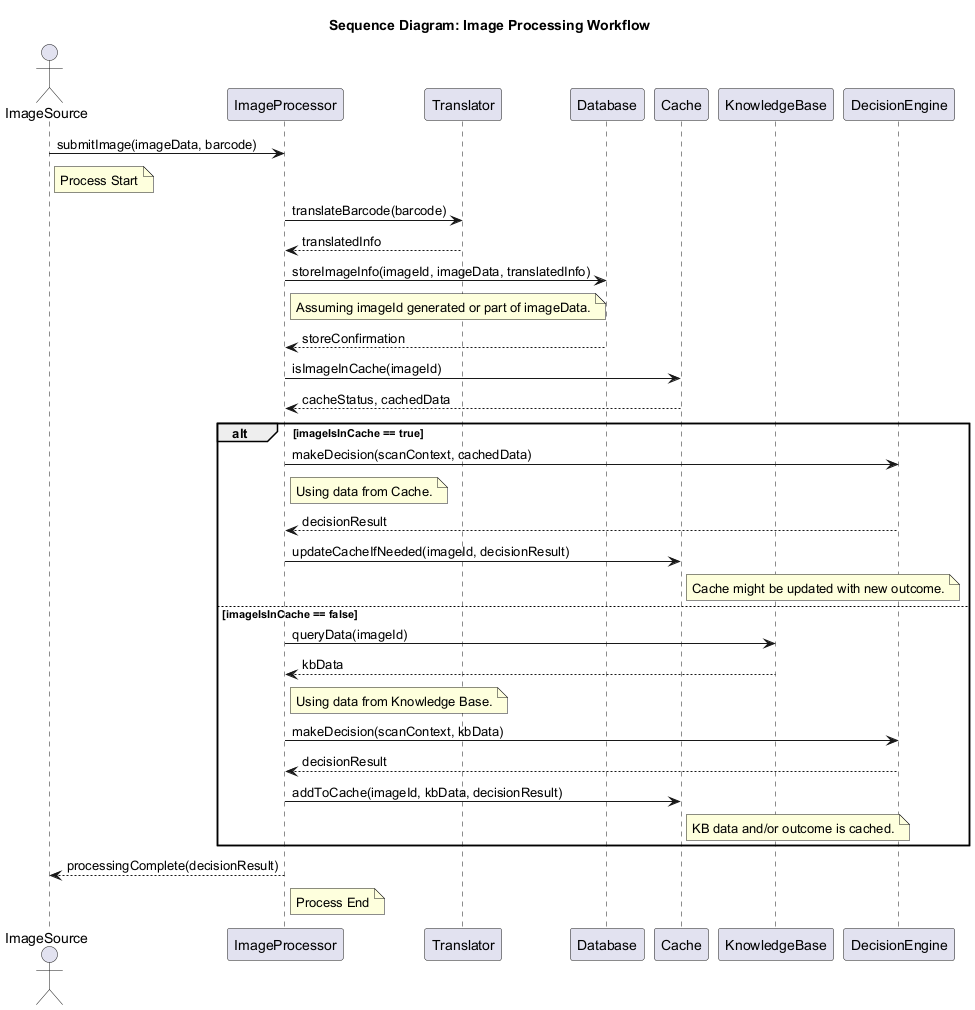 Sequence Diagram: Image Processing Workflow
ImageSource
ImageProcessor
Translator
Database
Cache
KnowledgeBase
DecisionEngine
submitImage(imageData, barcode)
Process Start
translateBarcode(barcode)
translatedInfo
storeImageInfo(imageId, imageData, translatedInfo)
Assuming imageId generated or part of imageData.
storeConfirmation
isImageInCache(imageId)
cacheStatus, cachedData
alt
[imageIsInCache == true]
makeDecision(scanContext, cachedData)
Using data from Cache.
decisionResult
updateCacheIfNeeded(imageId, decisionResult)
Cache might be updated with new outcome.
[imageIsInCache == false]
queryData(imageId)
kbData
Using data from Knowledge Base.
makeDecision(scanContext, kbData)
decisionResult
addToCache(imageId, kbData, decisionResult)
KB data and/or outcome is cached.
processingComplete(decisionResult)
Process End
ImageSource
ImageProcessor
Translator
Database
Cache
KnowledgeBase
DecisionEngine